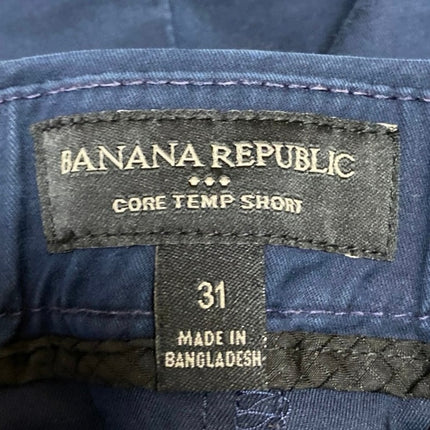 BANANA REPUBLIC
CORE TEMP SHORT
31
MADE IN
BANGLADESH